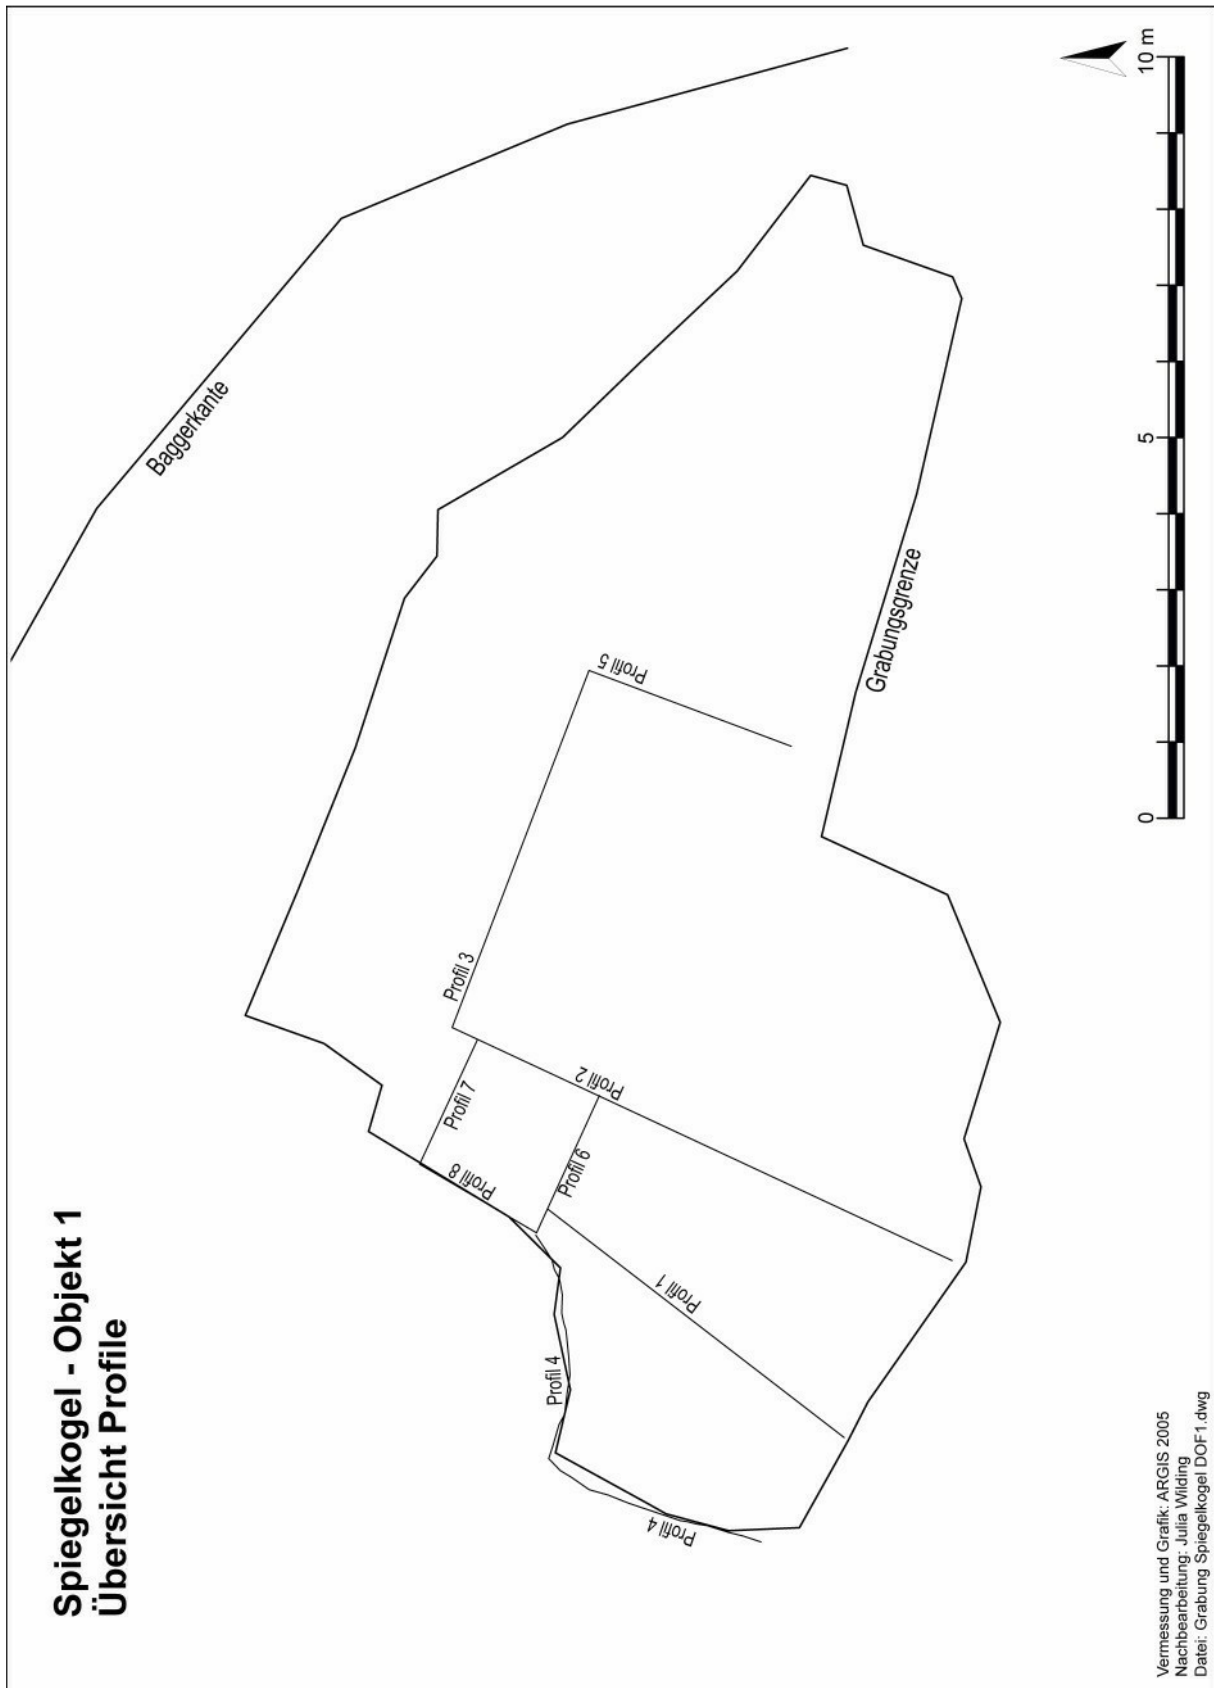 Spiegelkogel - Objekt 1
Übersicht Profile
Baggerkante
Profil 3
Profil 5
Profil 7
Profil 8
Profil 2
Profil 6
Profil 4
Profil 1
Profil 4
Grabungsgrenze
0
5
10 m
Vermessung und Grafik: ARGIS 2005
Nachbearbeitung: Julia Wilding
Datei: Grabung Spiegelkogel DOF1.dwg